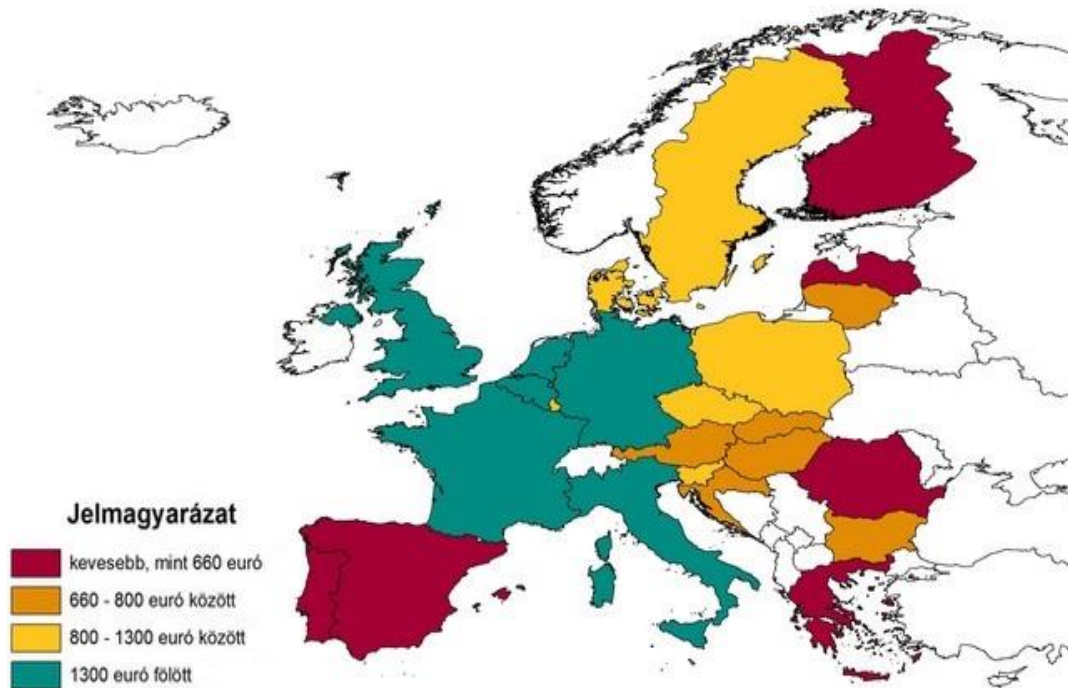 Jelmagyarázat
kevesebb, mint 660 euró
660 - 800 euró között
800 - 1300 euró között
1300 euró fölött